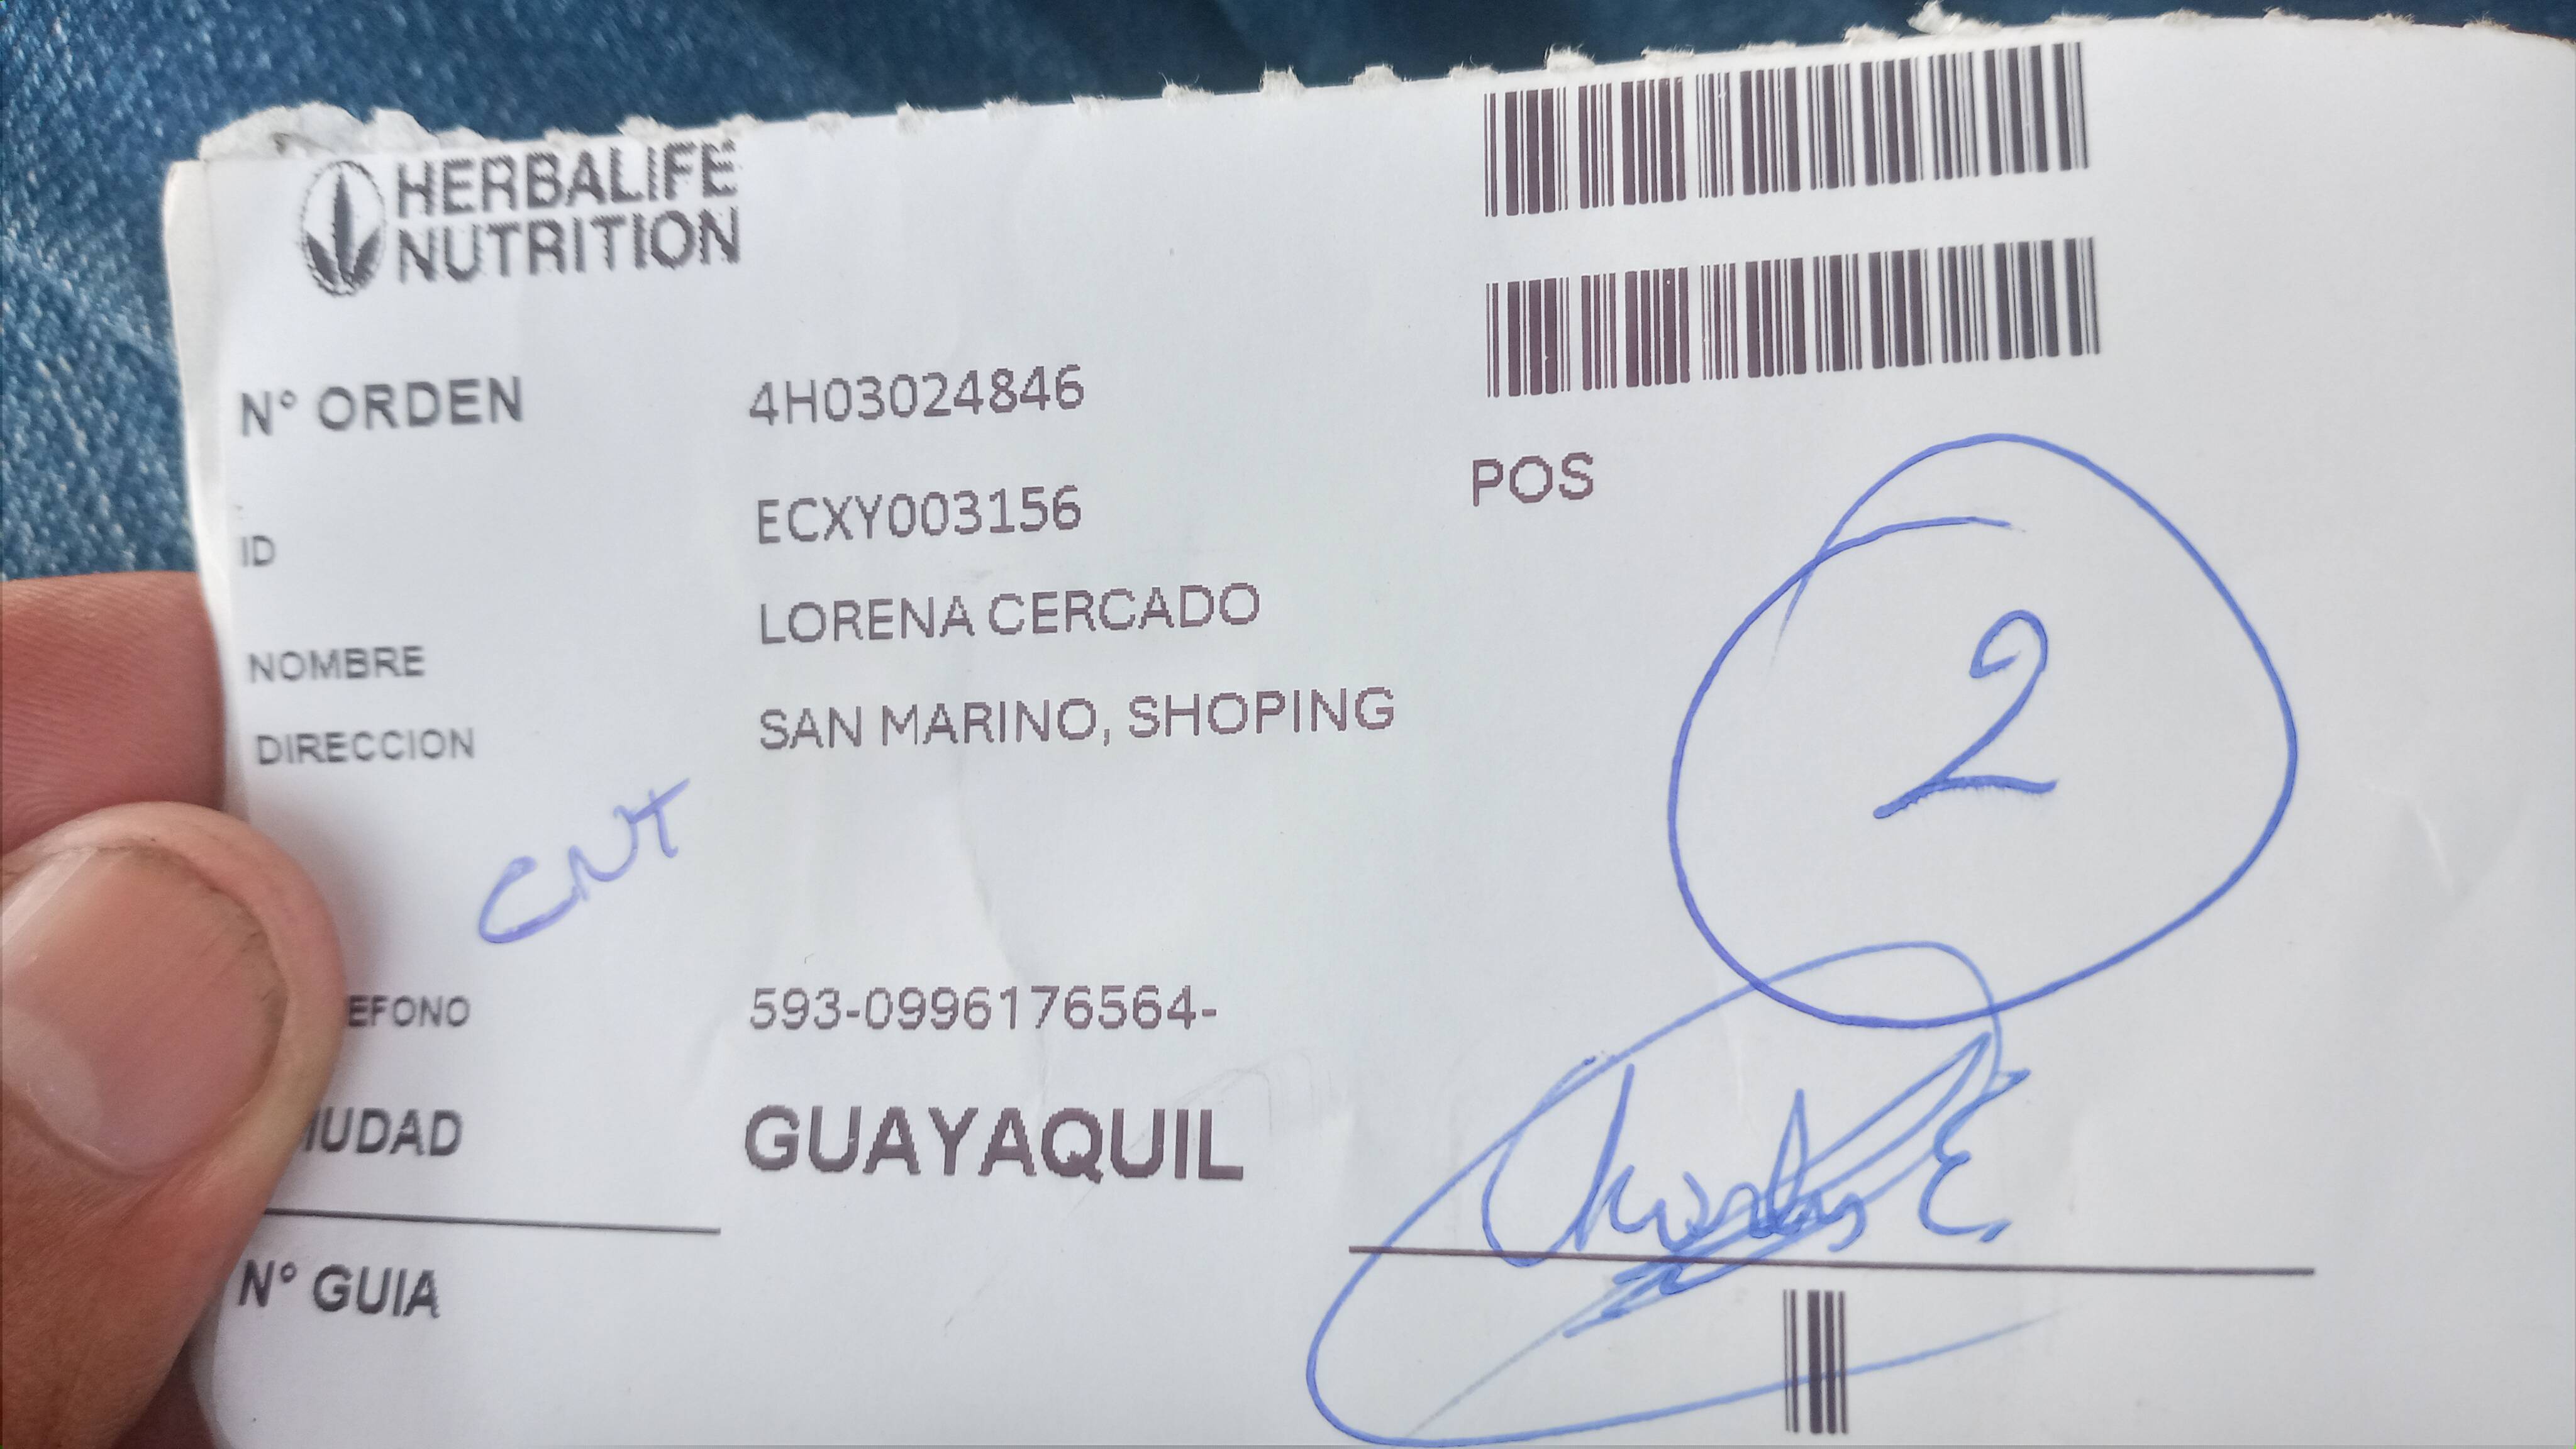 HERBALIFE
NUTRITION
N° ORDEN 4H03024846
ID ECXY003156
POS
NOMBRE LORENA CERCADO
DIRECCION SAN MARINO, SHOPING
2
CNT
EFONO 593-0996176564-
IUDAD GUAYAQUIL
N° GUIA